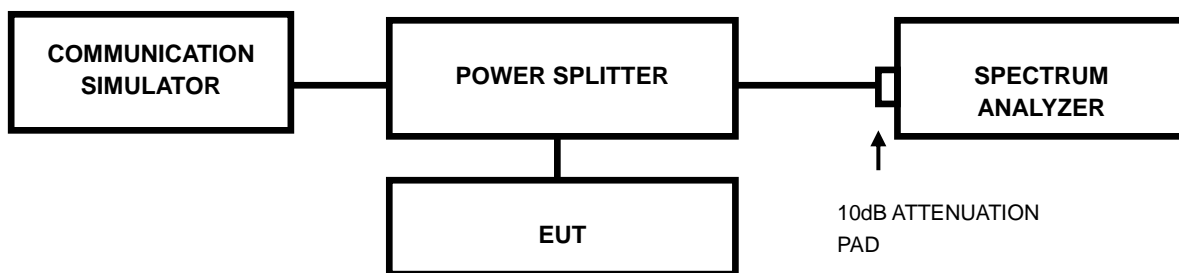 COMMUNICATION
SIMULATOR
POWER SPLITTER
SPECTRUM
ANALYZER
EUT
10dB ATTENUATION
PAD